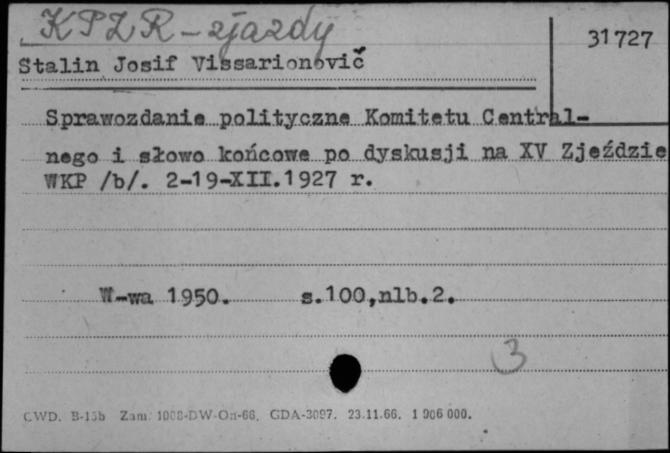 KPZR - zjazdy
31727
Stalin Josif Vissarionovič
Sprawozdanie polityczne Komitetu Central-
nego i słowo końcowe po dyskusji na XV Zjeździe
WKP /b/. 2-19-XII.1927 r.
W-wa 1950. s.100,nlb.2.
3
CWD. B-15b Zam. 1008-DW-On-66. GDA-3097. 23.11.66. 1 906 000.